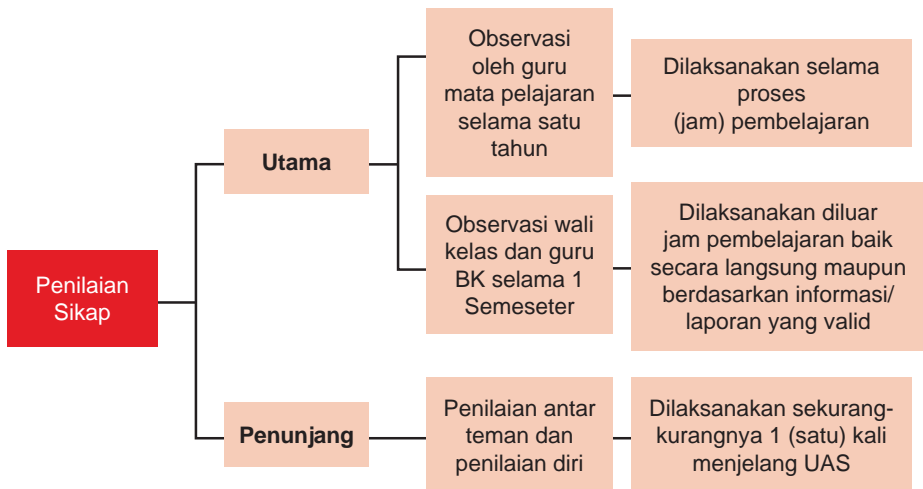 Penilaian
Sikap
Utama
Observasi
oleh guru
mata pelajaran
selama satu
tahun
Dilaksanakan selama
proses
(jam) pembelajaran
Observasi wali
kelas dan guru
BK selama 1
Semeseter
Dilaksanakan diluar
jam pembelajaran baik
secara langsung maupun
berdasarkan informasi/
laporan yang valid
Penunjang
Penilaian antar
teman dan
penilaian diri
Dilaksanakan sekurang-
kurangnya 1 (satu) kali
menjelang UAS